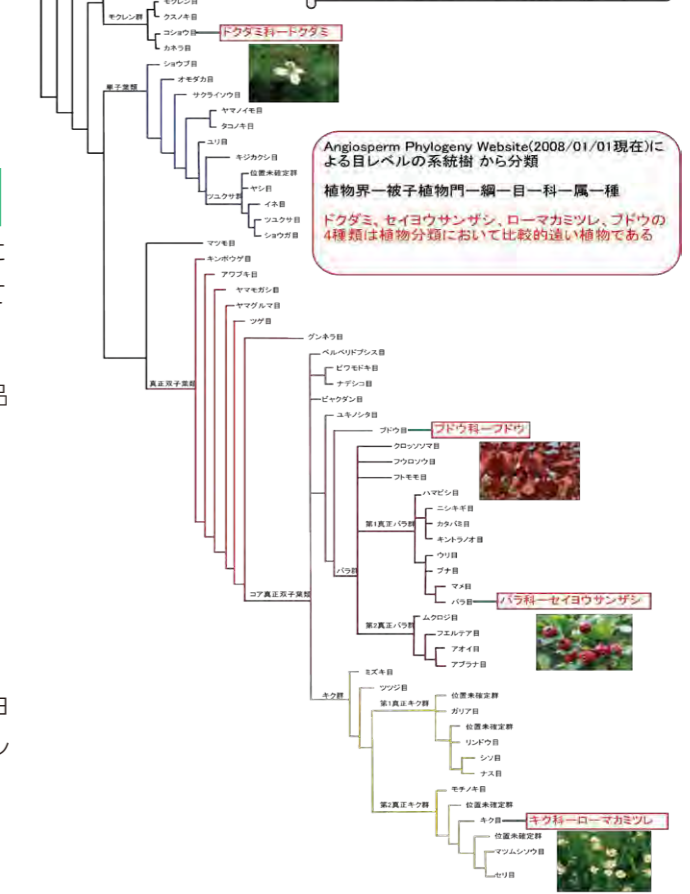 モクレン目
モクレン群
クスノキ目
コショウ目
ドクダミ科ードクダミ
カネラ目
ショウブ目
単子葉類
オモダカ目
サクライソウ目
ヤマノイモ目
タコノキ目
ユリ目
キジカクシ目
位置未確定群
ヤシ目
ツユクサ群
イネ目
ツユクサ目
ショウガ目
Angiosperm Phylogeny Website(2008/01/01現在)に
よる目レベルの系統樹 から分類
植物界ー被子植物門ー綱ー目ー科ー属ー種
ドクダミ、セイヨウサンザシ、ローマカミツレ、ブドウの
4種類は植物分類において比較的遠い植物である
マツモ目
キンポウゲ目
アワブキ目
ヤマモガシ目
ヤマグルマ目
ツゲ目
グンネラ目
ベルベリドプシス目
ビワモドキ目
ナデシコ目
真正双子葉類
ビャクダン目
ユキノシタ目
ブドウ目
ブドウ科ーブドウ
クロッソソマ目
フウロソウ目
フトモモ目
ハマビシ目
ニシキギ目
第1真正バラ群
カタバミ目
キントラノオ目
ウリ目
バラ群
ブナ目
マメ目
コア真正双子葉類
バラ目
バラ科ーセイヨウサンザシ
ムクロジ目
第2真正バラ群
フエルテア目
アオイ目
アブラナ目
ミズキ目
キク群
ツツジ目
位置未確定群
第1真正キク群
ガリア目
位置未確定群
リンドウ目
シソ目
ナス目
モチノキ目
第2真正キク群
位置未確定群
キク目
キク科ーローマカミツレ
位置未確定群
マツムシソウ目
セリ目